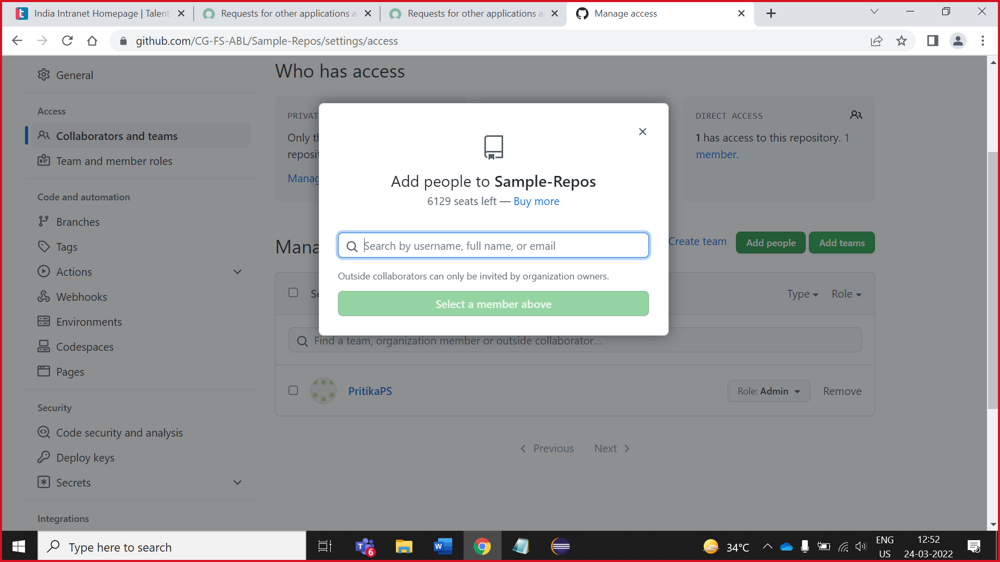 India Intranet Homepage | Talent
Requests for other applications a
Requests for other applications a
Manage access
github.com/CG-FS-ABL/Sample-Repos/settings/access
General
Access
Collaborators and teams
Team and member roles
Code and automation
Branches
Tags
Actions
Webhooks
Environments
Codespaces
Pages
Security
Code security and analysis
Deploy keys
Secrets
Integrations
Who has access
PRIVAT
Only th
reposit
Manag
DIRECT ACCESS
1 has access to this repository. 1
member.
Add people to Sample-Repos
6129 seats left — Buy more
Search by username, full name, or email
Outside collaborators can only be invited by organization owners.
Select a member above
Mana
Create team
Add people
Add teams
Se
Type
Role
Find a team, organization member or outside collaborator...
PritikaPS
Role: Admin
Remove
Previous
Next
Type here to search
6
34°C
ENG
US
12:52
24-03-2022